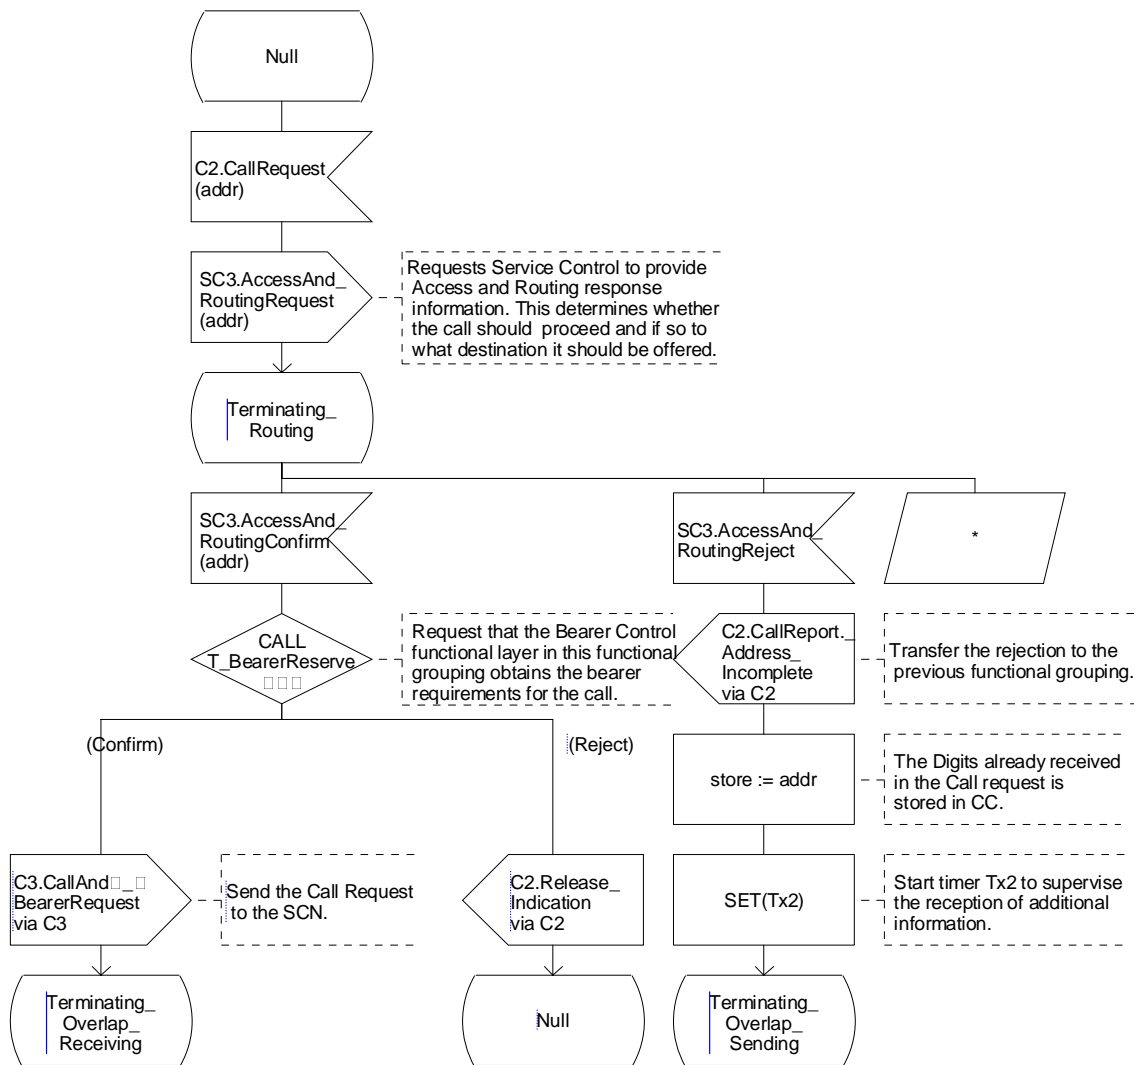 Null
C2.CallRequest
(addr)
SC3.AccessAnd_
RoutingRequest
(addr)
Requests Service Control to provide
Access and Routing response
information. This determines whether
the call should proceed and if so to
what destination it should be offered.
Terminating_
Routing
SC3.AccessAnd_
RoutingConfirm
(addr)
SC3.AccessAnd_
RoutingReject
*
CALL
T_BearerReserve
□□□
Request that the Bearer Control
functional layer in this functional
grouping obtains the bearer
requirements for the call.
C2.CallReport._
Address_
Incomplete
via C2
Transfer the rejection to the
previous functional grouping.
(Confirm)
(Reject)
store := addr
The Digits already received
in the Call request is
stored in CC.
C3.CallAnd□_□
BearerRequest
via C3
Send the Call Request
to the SCN.
C2.Release_
Indication
via C2
SET(Tx2)
Start timer Tx2 to supervise
the reception of additional
information.
Terminating_
Overlap_
Receiving
Null
Terminating_
Overlap_
Sending